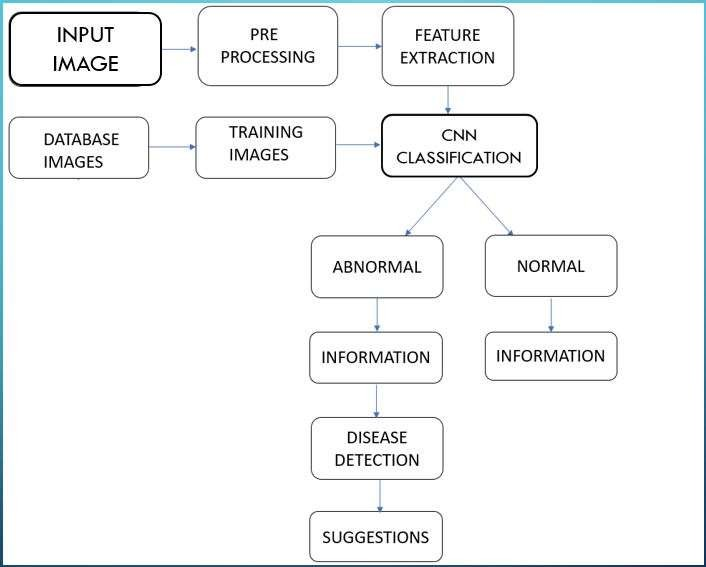 INPUT
IMAGE
PRE
PROCESSING
FEATURE
EXTRACTION
DATABASE
IMAGES
TRAINING
IMAGES
CNN
CLASSIFICATION
ABNORMAL
NORMAL
INFORMATION
INFORMATION
DISEASE
DETECTION
SUGGESTIONS